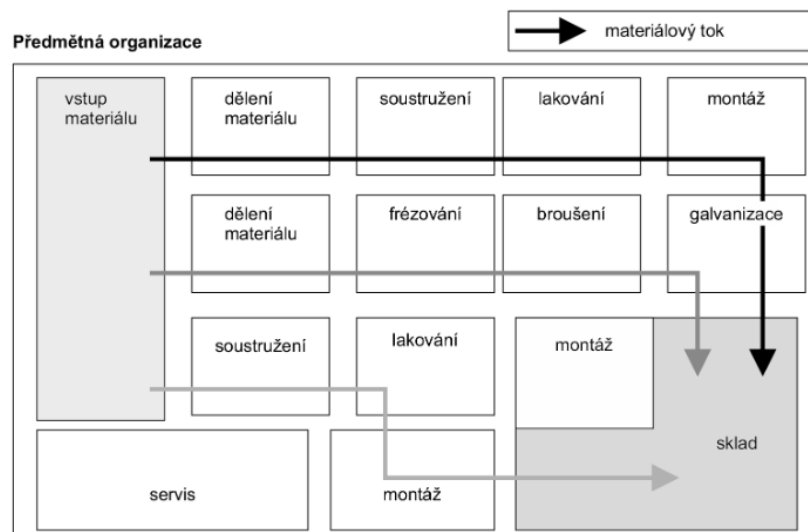 materiálový tok
Předmětná organizace
vstup
materiálu
dělení
materiálu
soustružení
lakování
montáž
dělení
materiálu
frézování
broušení
galvanizace
soustružení
lakování
montáž
sklad
servis
montáž